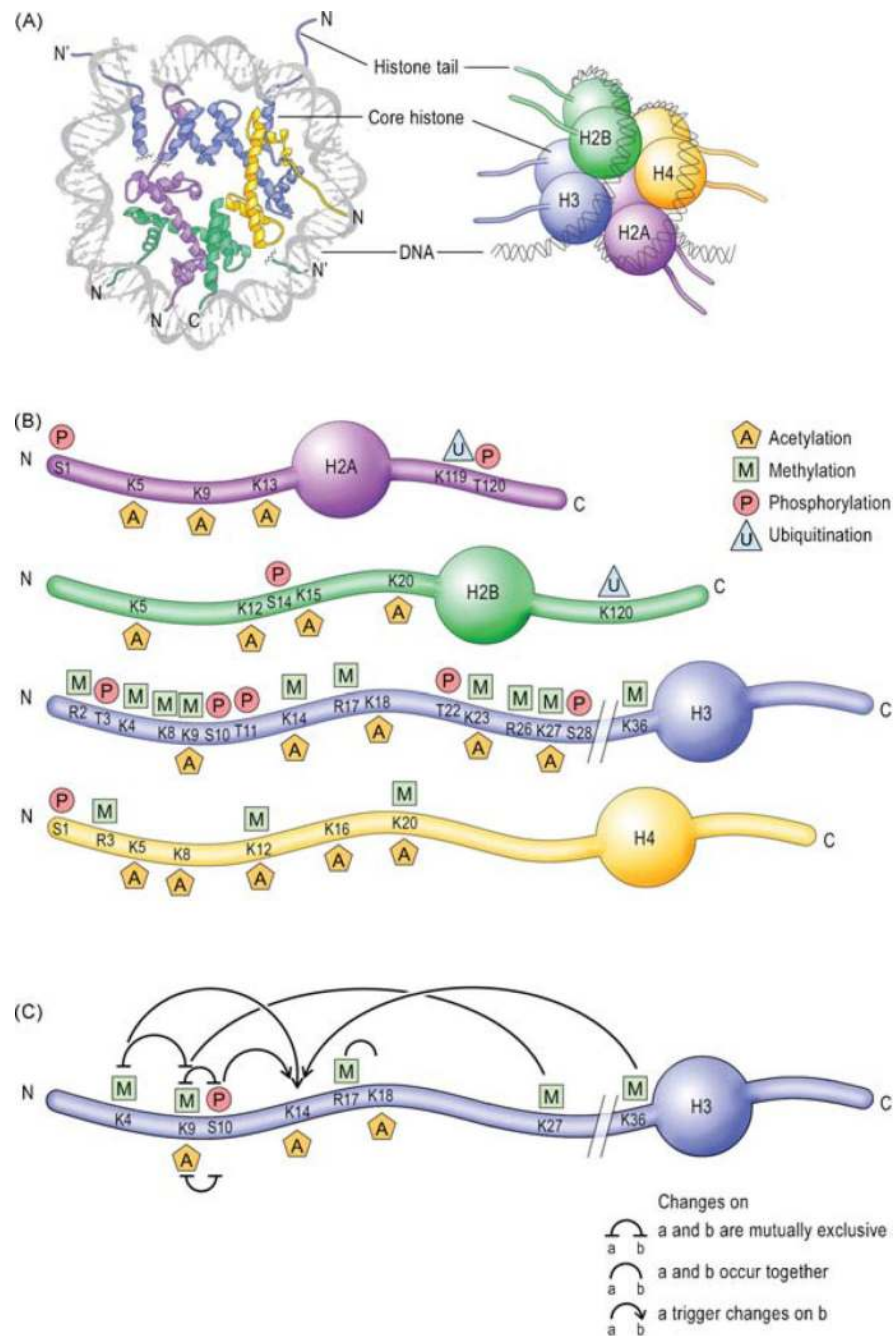 (A)
N
N'
Histone tail
Core histone
H2B
H4
H3
H2A
N
DNA
N'
N
N
C
(B)
N
P
S1
K5
K9
K13
A
A
A
H2A
U
P
K119
T120
C
A Acetylation
M Methylation
P Phosphorylation
U Ubiquitination
N
P
K5
K12
S14
K15
K20
A
A
A
A
H2B
U
K120
C
N
M P M M M P P M M P M M M P M
R2 T3 K4 K8 K9 S10 T11 K14 R17 K18 T22 K23 R26 K27 S28 K36
A A A A A
H3
C
N
P M M M
S1 R3 K5 K8 K12 K16 K20
A A A A A
H4
C
(C)
N
M M P M M M
K4 K9 S10 K14 R17 K18 K27 K36
A A A
H3
C
Changes on
a b a and b are mutually exclusive
a b a and b occur together
a b a trigger changes on b